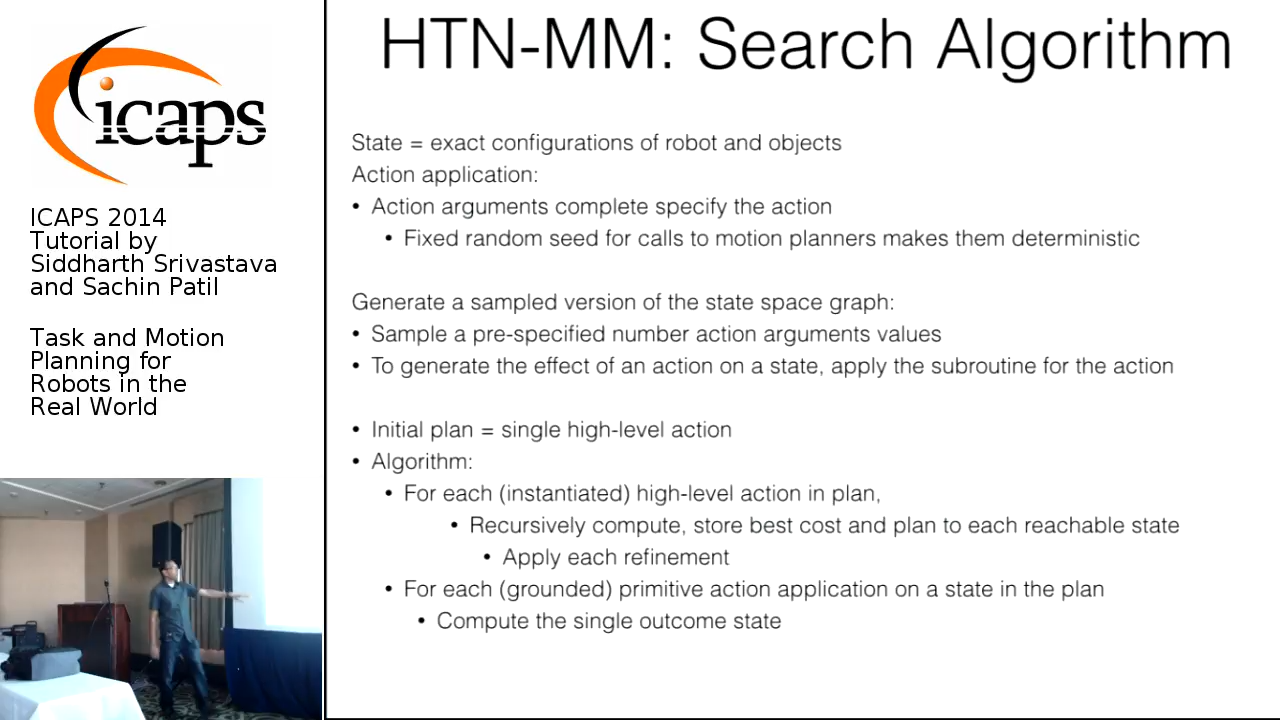 icaps
ICAPS 2014
Tutorial by
Siddharth Srivastava
and Sachin Patil
Task and Motion
Planning for
Robots in the
Real World
HTN-MM: Search Algorithm
State = exact configurations of robot and objects
Action application:
• Action arguments complete specify the action
• Fixed random seed for calls to motion planners makes them deterministic
Generate a sampled version of the state space graph:
• Sample a pre-specified number action arguments values
• To generate the effect of an action on a state, apply the subroutine for the action
• Initial plan = single high-level action
• Algorithm:
• For each (instantiated) high-level action in plan,
• Recursively compute, store best cost and plan to each reachable state
• Apply each refinement
• For each (grounded) primitive action application on a state in the plan
• Compute the single outcome state